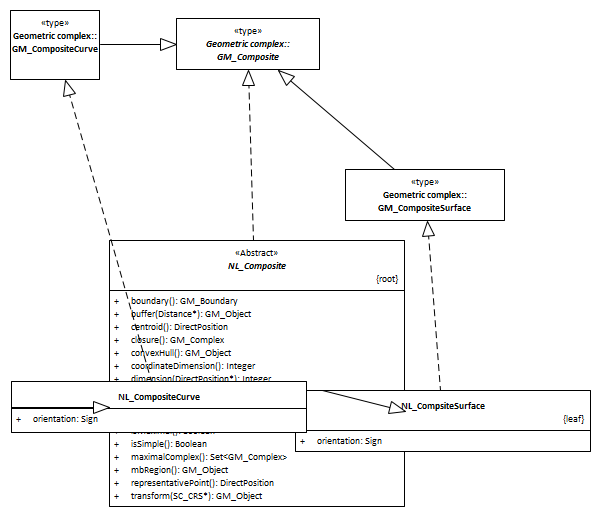 «type»
Geometric complex::
GM_CompositeCurve
«type»
Geometric complex::
GM_Composite
«type»
Geometric complex::
GM_CompositeSurface
«Abstract»
NL_Composite
{root}
+ boundary(): GM_Boundary
+ buffer(Distance*): GM_Object
+ centroid(): DirectPosition
+ closure(): GM_Complex
+ convexHull(): GM_Object
+ coordinateDimension(): Integer
+ dimension(DirectPosition*): Integer
NL_CompositeCurve
+ orientation: Sign
NL_CompsiteSurface
{leaf}
+ orientation: Sign
+ isSimple(): Boolean
+ maximalComplex(): Set<GM_Complex>
+ mbRegion(): GM_Object
+ representativePoint(): DirectPosition
+ transform(SC_CRS*): GM_Object